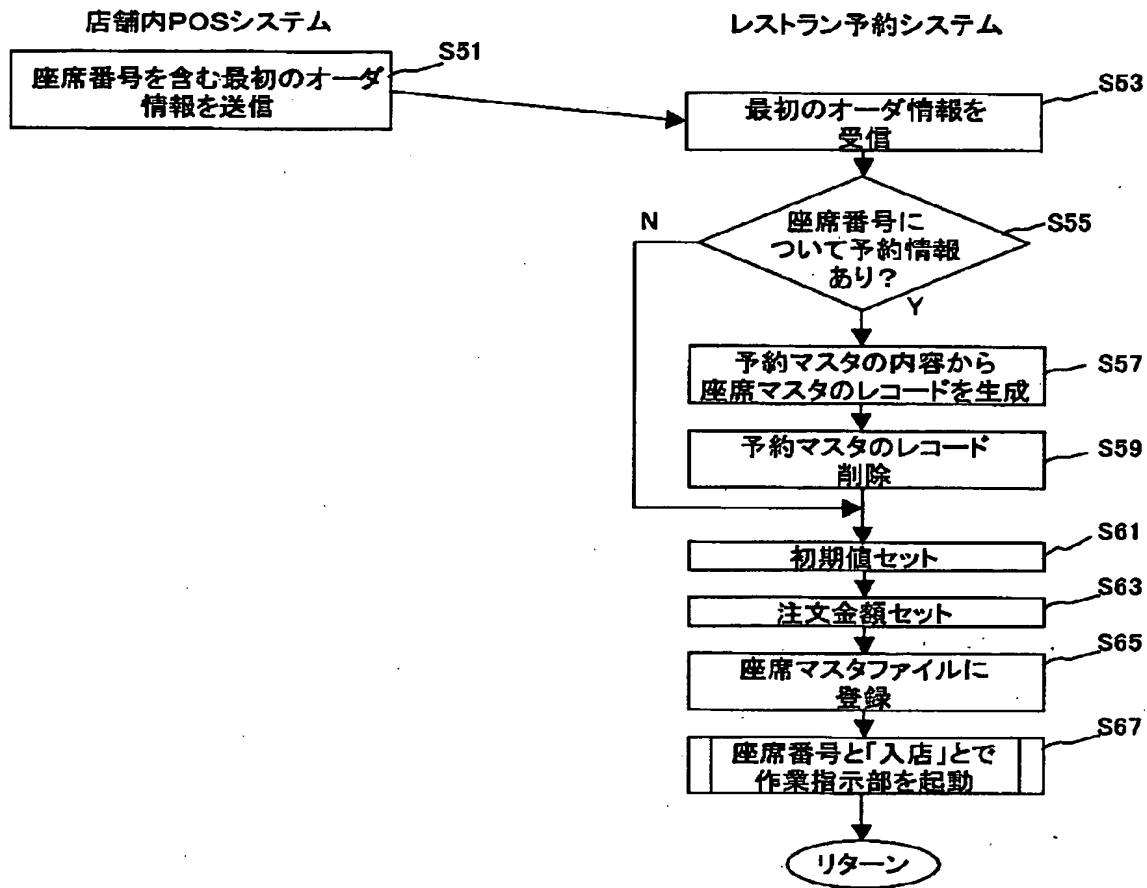 店舗内POSシステム
レストラン予約システム
S51
座席番号を含む最初のオーダ
情報を送信
S53
最初のオーダ情報を
受信
N
座席番号に
ついて予約情報
あり?
S55
Y
予約マスタの内容から
座席マスタのレコードを生成
S57
予約マスタのレコード
削除
S59
初期値セット
S61
注文金額セット
S63
座席マスタファイルに
登録
S65
座席番号と「入店」とで
作業指示部を起動
S67
リターン